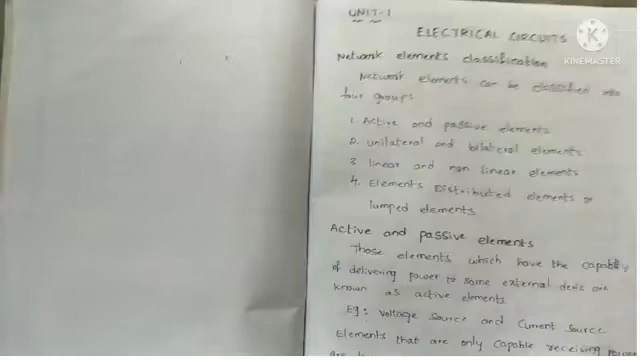 UNIT-1
ELECTRICAL CIRCUITS
KINEMASTER
Network elements classification
Network elements can be classified into
four groups
1. Active and passive elements
2. unilateral and bilateral elements
3 linear and non linear elements
4. Elements Distributed elements or
lumped elements
Active and passive elements
Those elements which have the capability
of delivering power to some external device are
known as active elements.
Eg: Voltage Source and Current Source
Elements that are only capable receiving
are